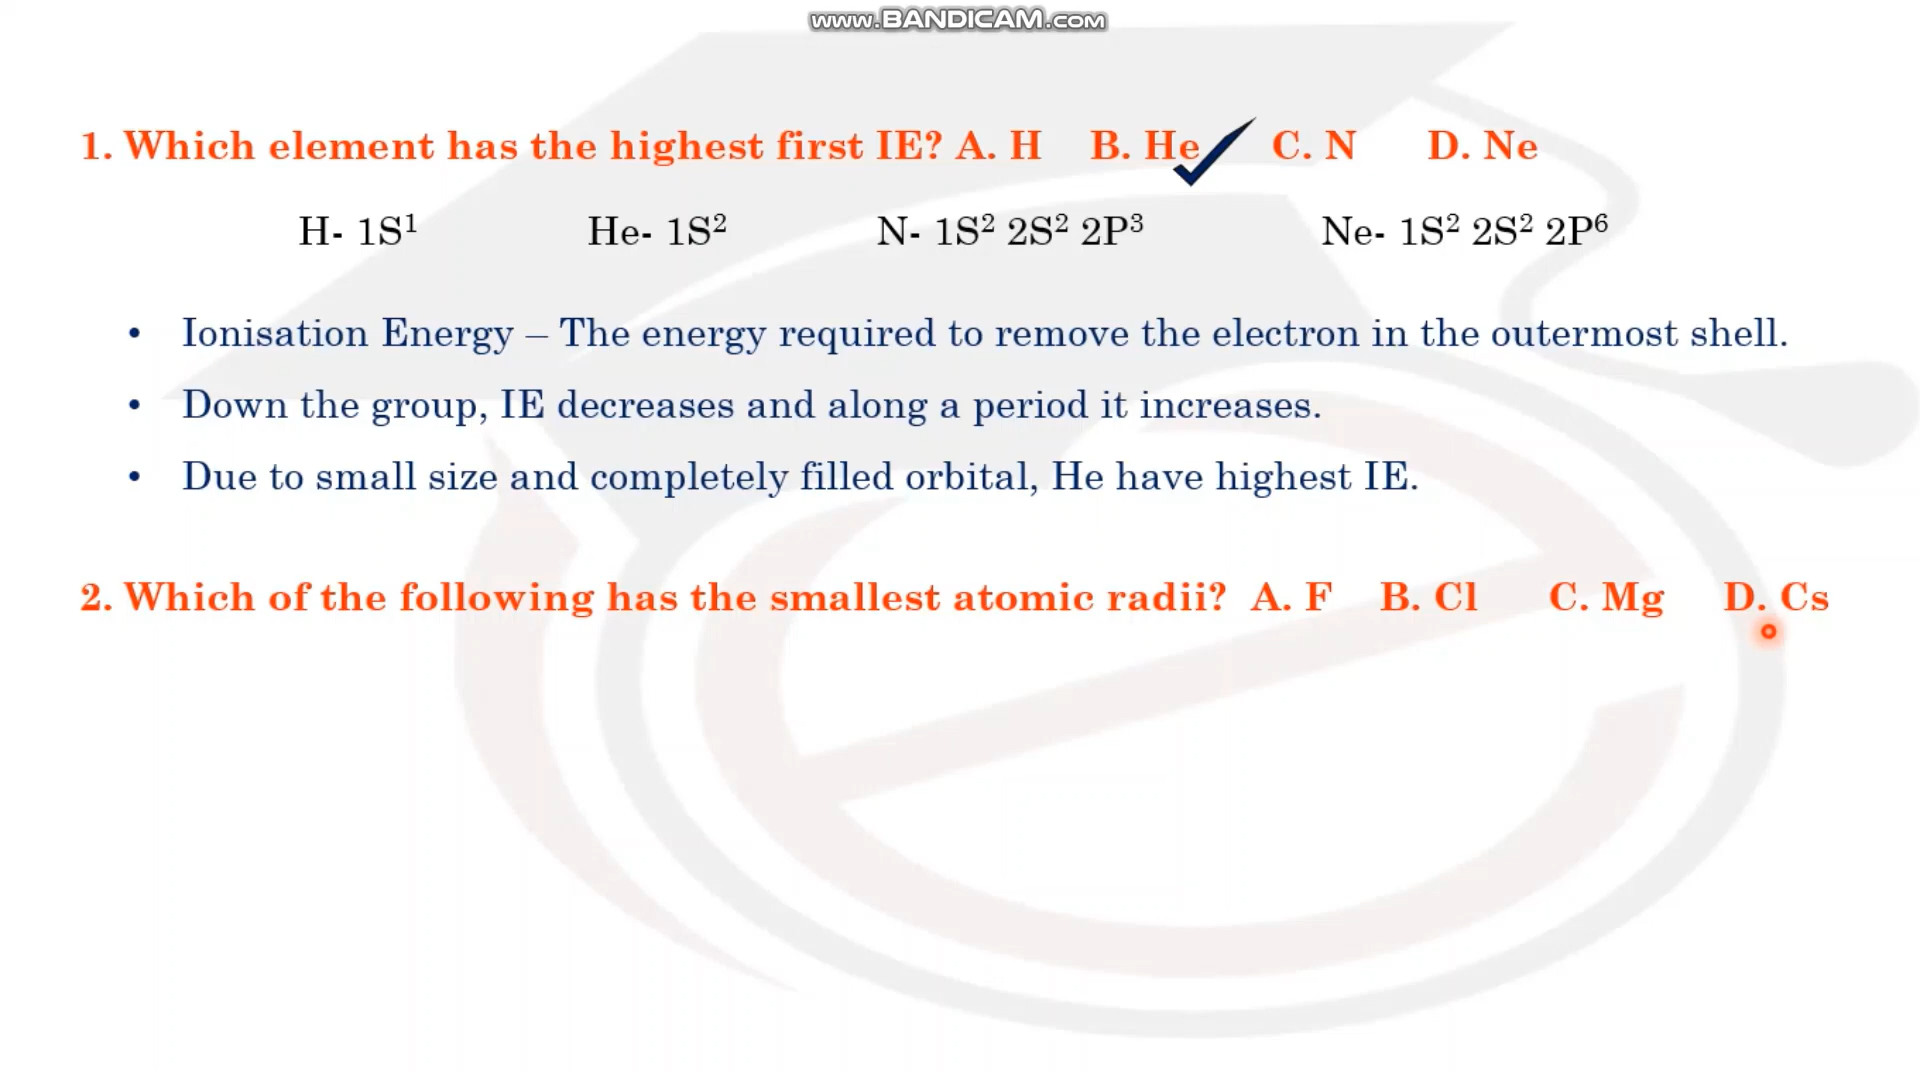 www.BANDICAM.com
1. Which element has the highest first IE? A. H B. He C. N D. Ne
H- 1S¹ He- 1S² N- 1S² 2S² 2P³ Ne- 1S² 2S² 2P⁶
• Ionisation Energy – The energy required to remove the electron in the outermost shell.
• Down the group, IE decreases and along a period it increases.
• Due to small size and completely filled orbital, He have highest IE.
2. Which of the following has the smallest atomic radii? A. F B. Cl C. Mg D. Cs